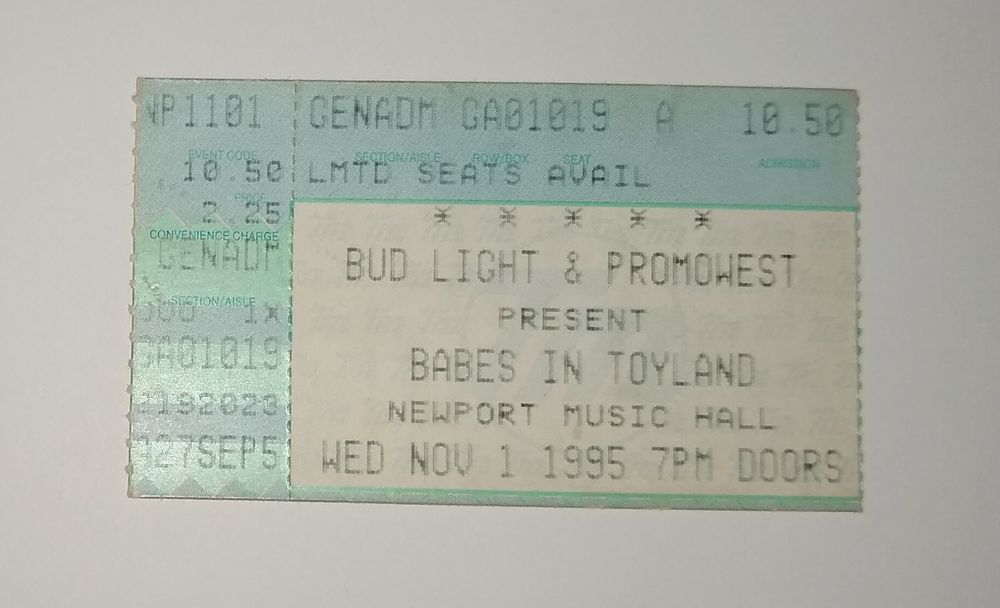 NP1101
EVENT CODE
10.50
PRICE
2.25
CONVENIENCE CHARGE
GENADM
SECTION/AISLE
1X
GA01019
27SEP5
GENADM GA01019 A 10.50
SECTION/AISLE ROW/BOX SEAT ADMISSION
LMTD SEATS AVAIL
* * * * *
BUD LIGHT & PROMOWEST
PRESENT
BABES IN TOYLAND
NEWPORT MUSIC HALL
WED NOV 1 1995 7PM DOORS